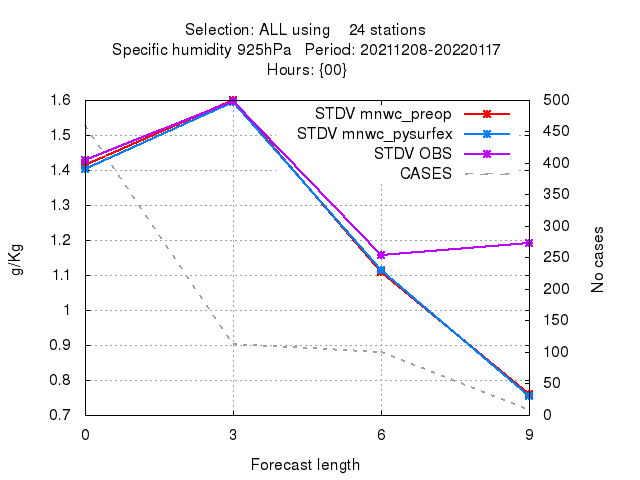 Selection: ALL using    24 stations
Specific humidity 925hPa   Period: 20211208-20220117
Hours: {00}
STDV mnwc_preop
STDV mnwc_pysurfex
STDV OBS
CASES
1.6
1.5
1.4
1.3
1.2
1.1
1
0.9
0.8
0.7
g/Kg
500
450
400
350
300
250
200
150
100
50
0
No cases
0 3 6 9
Forecast length